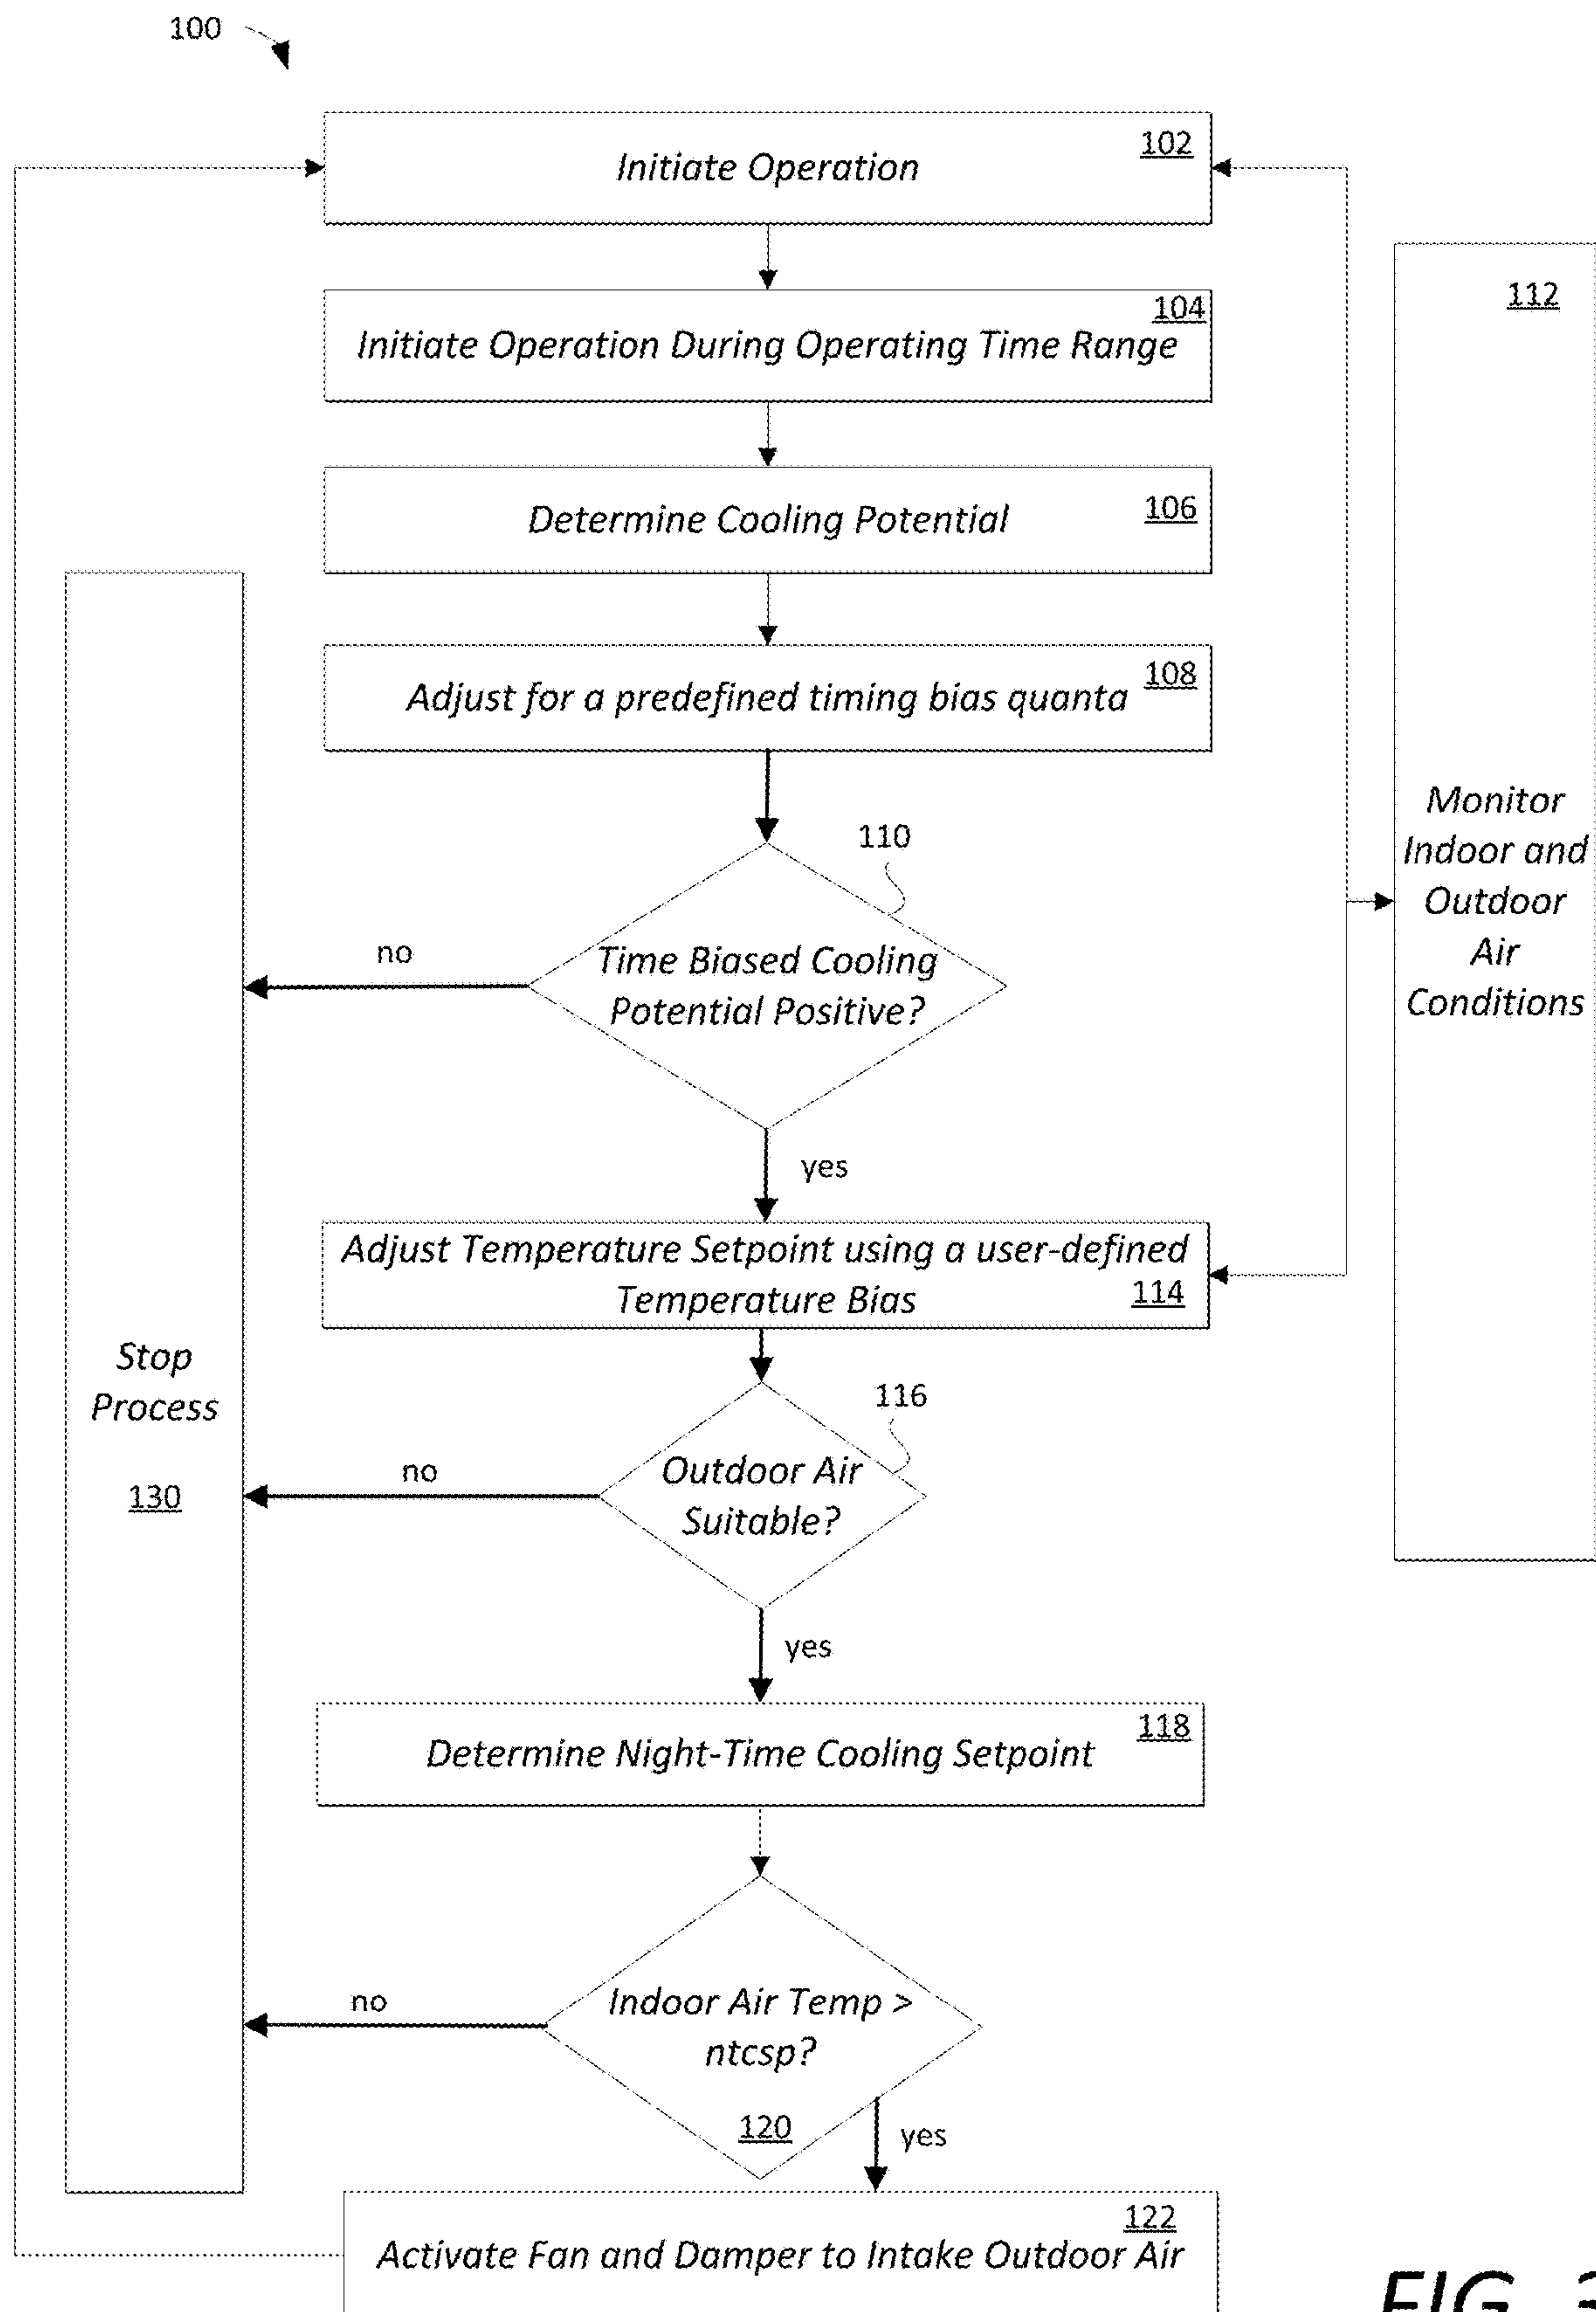 100
102
Initiate Operation
104
Initiate Operation During Operating Time Range
112
106
Determine Cooling Potential
108
Adjust for a predefined timing bias quanta
110
Monitor
Indoor and
Outdoor
Air
Conditions
no
Time Biased Cooling
Potential Positive?
yes
Adjust Temperature Setpoint using a user-defined
Temperature Bias 114
Stop
Process
130
116
no
Outdoor Air
Suitable?
yes
118
Determine Night-Time Cooling Setpoint
no
Indoor Air Temp >
ntcsp?
120
yes
122
Activate Fan and Damper to Intake Outdoor Air
FIG. 3